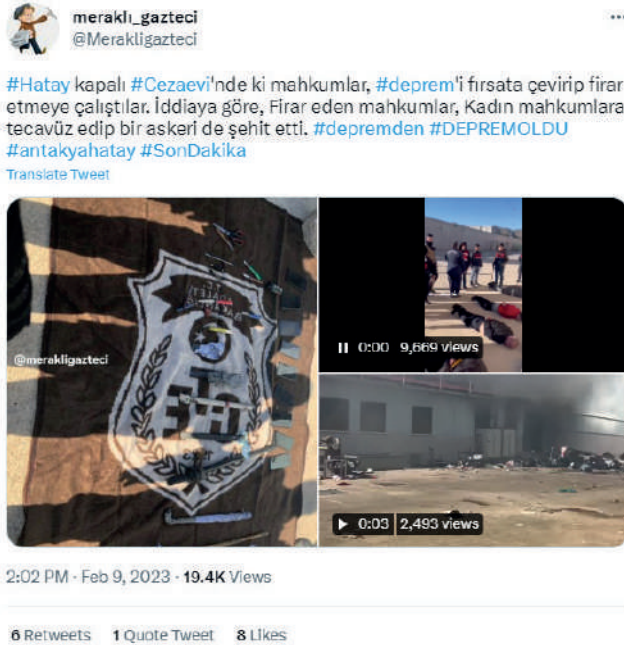 meraklı_gazteci
@Merakligazteci
#Hatay kapalı #Cezaevi'nde ki mahkumlar, #deprem'i fırsata çevirip firar
etmeye çalıştılar. İddiaya göre, Firar eden mahkumlar, Kadın mahkumlara
tecavüz edip bir askeri de şehit etti. #depremden #DEPREMOLDU
#antakyahatay #SonDakika
Translate Tweet
@merakligazteci
0:00 9,669 views
0:03 2,493 views
2:02 PM · Feb 9, 2023 · 19.4K Views
6 Retweets 1 Quote Tweet 8 Likes